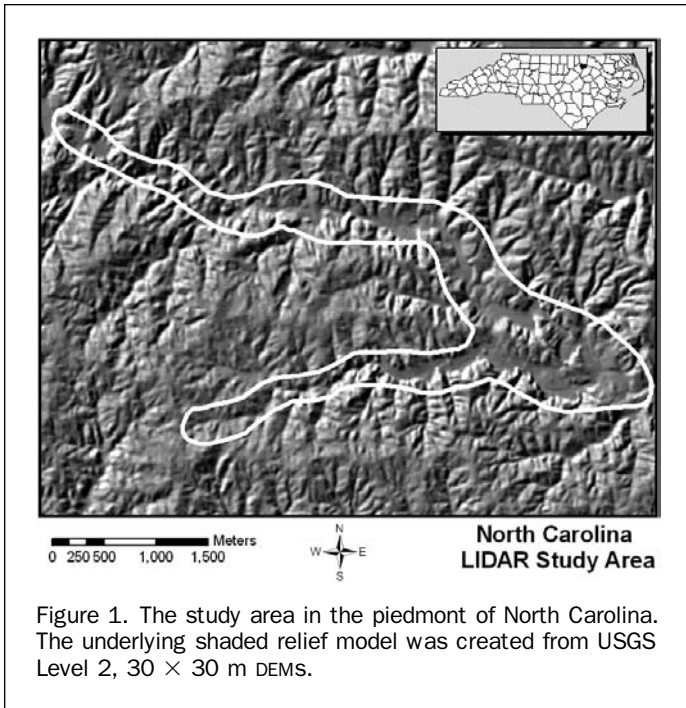 Meters
0 250 500 1,000 1,500
N
W E
S
North Carolina
LIDAR Study Area
Figure 1. The study area in the piedmont of North Carolina.
The underlying shaded relief model was created from USGS
Level 2, 30 × 30 m DEMs.